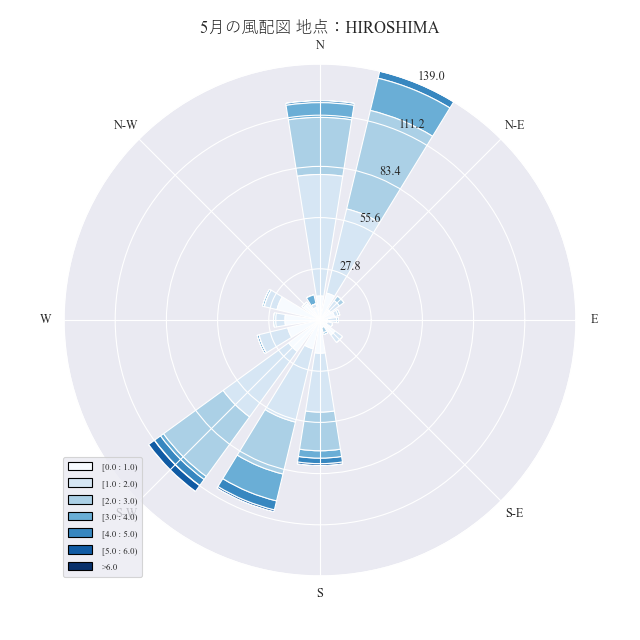 5月の風配図 地点：HIROSHIMA
N
139.0
N-W
111.2
N-E
83.4
55.6
27.8
W
E
[0.0 : 1.0)
[1.0 : 2.0)
[2.0 : 3.0)
[3.0 : 4.0)
[4.0 : 5.0)
[5.0 : 6.0)
>6.0
S-W
S-E
S